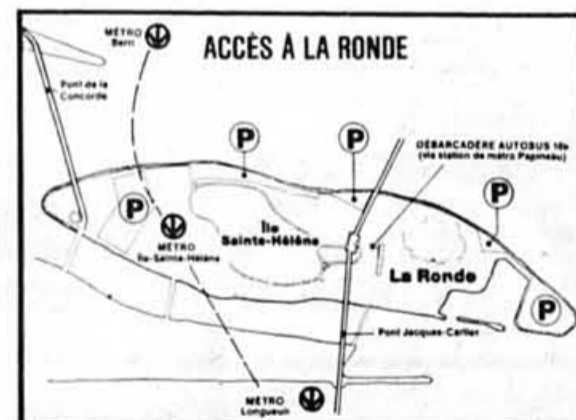 ACCÈS À LA RONDE
MÉTRO
Berri
Pont de la
Concorde
P
P
DÉBARCADÈRE AUTOBUS 169
(via station de métro Papineau)
P
P
Île
Sainte-Hélène
MÉTRO
Île-Sainte-Hélène
La Ronde
P
Pont Jacques-Cartier
MÉTRO
Longueuil